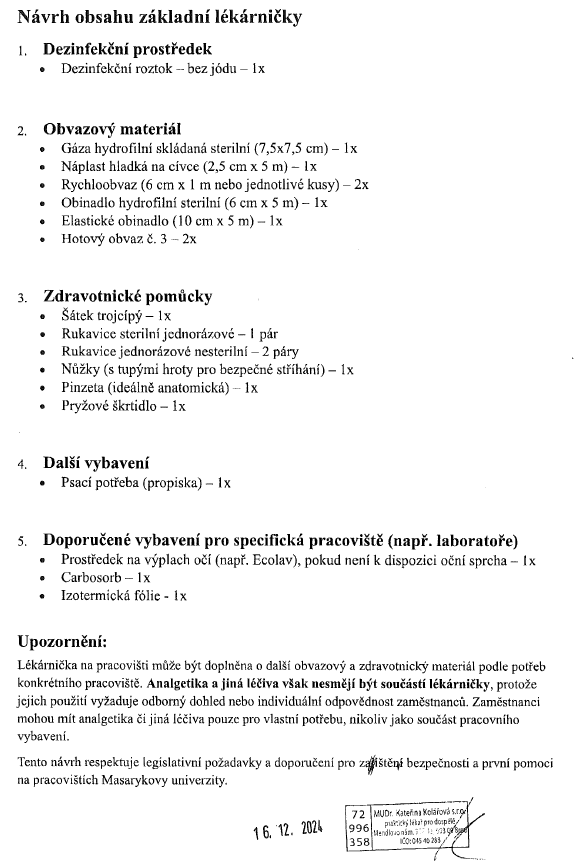 Návrh obsahu základní lékárničky
1. Dezinfekční prostředek
• Dezinfekční roztok – bez jódu – 1x
2. Obvazový materiál
• Gáza hydrofilní skládaná sterilní (7,5x7,5 cm) – 1x
• Náplast hladká na cívce (2,5 cm x 5 m) – 1x
• Rychloobvaz (6 cm x 1 m nebo jednotlivé kusy) – 2x
• Obinadlo hydrofilní sterilní (6 cm x 5 m) – 1x
• Elastické obinadlo (10 cm x 5 m) – 1x
• Hotový obvaz č. 3 – 2x
3. Zdravotnické pomůcky
• Šátek trojcípý – 1x
• Rukavice sterilní jednorázové – 1 pár
• Rukavice jednorázové nesterilní – 2 páry
• Nůžky (s tupými hroty pro bezpečné stříhání) – 1x
• Pinzeta (ideálně anatomická) – 1x
• Pryžové škrtidlo – 1x
4. Další vybavení
• Psací potřeba (propiska) – 1x
5. Doporučené vybavení pro specifická pracoviště (např. laboratoře)
• Prostředek na výplach očí (např. Ecolav), pokud není k dispozici oční sprcha – 1x
• Carbosorb – 1x
• Izotermická fólie - 1x
Upozornění:
Lékárnička na pracovišti může být doplněna o další obvazový a zdravotnický materiál podle potřeb
konkrétního pracoviště. Analgetika a jiná léčiva však nesmějí být součástí lékárničky, protože
jejich použití vyžaduje odborný dohled nebo individuální odpovědnost zaměstnanců. Zaměstnanci
mohou mít analgetika či jiná léčiva pouze pro vlastní potřebu, nikoliv jako součást pracovního
vybavení.
Tento návrh respektuje legislativní požadavky a doporučení pro zajištění bezpečnosti a první pomoci
na pracovištích Masarykovy univerzity.
16. 12. 2024
72
996
358
MUDr. Kateřina Kolářová s.r.o.
praktický lékař pro dospělé
Mendlovo nám.
IČO: